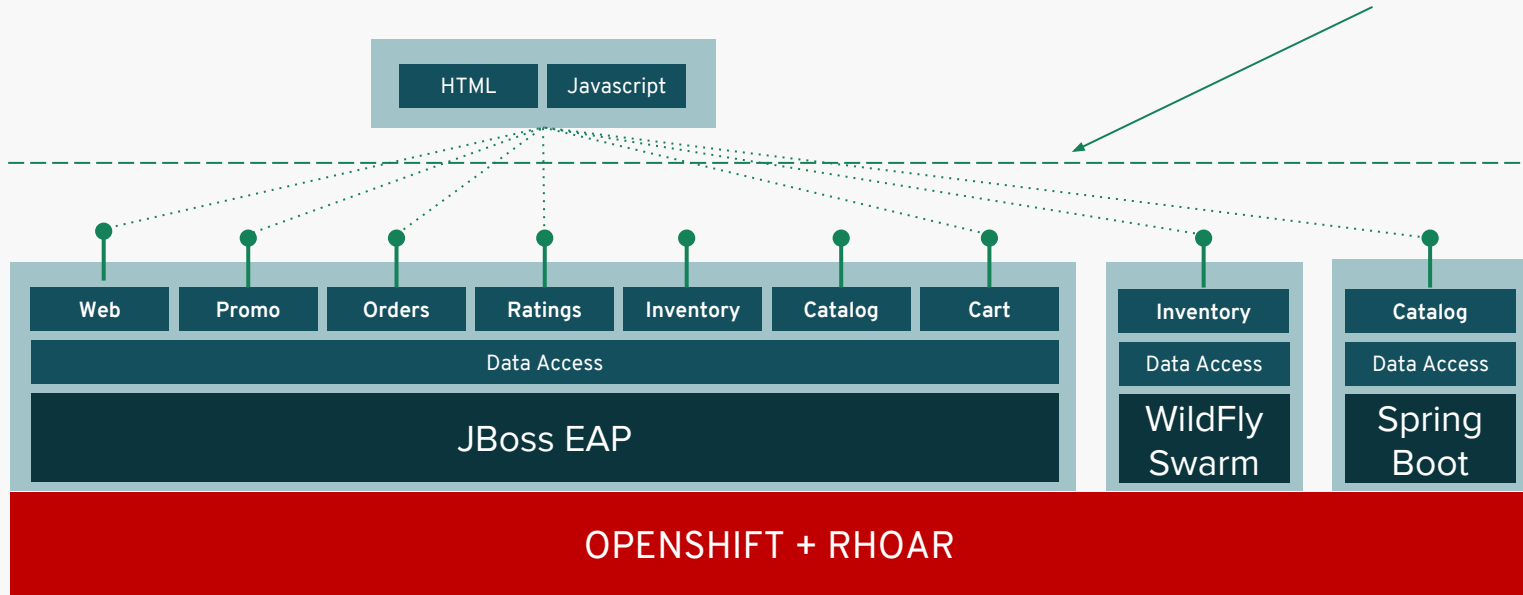 HTML
Javascript
Web
Promo
Orders
Ratings
Inventory
Catalog
Cart
Inventory
Catalog
Data Access
Data Access
Data Access
JBoss EAP
WildFly
Swarm
Spring
Boot
OPENSHIFT + RHOAR